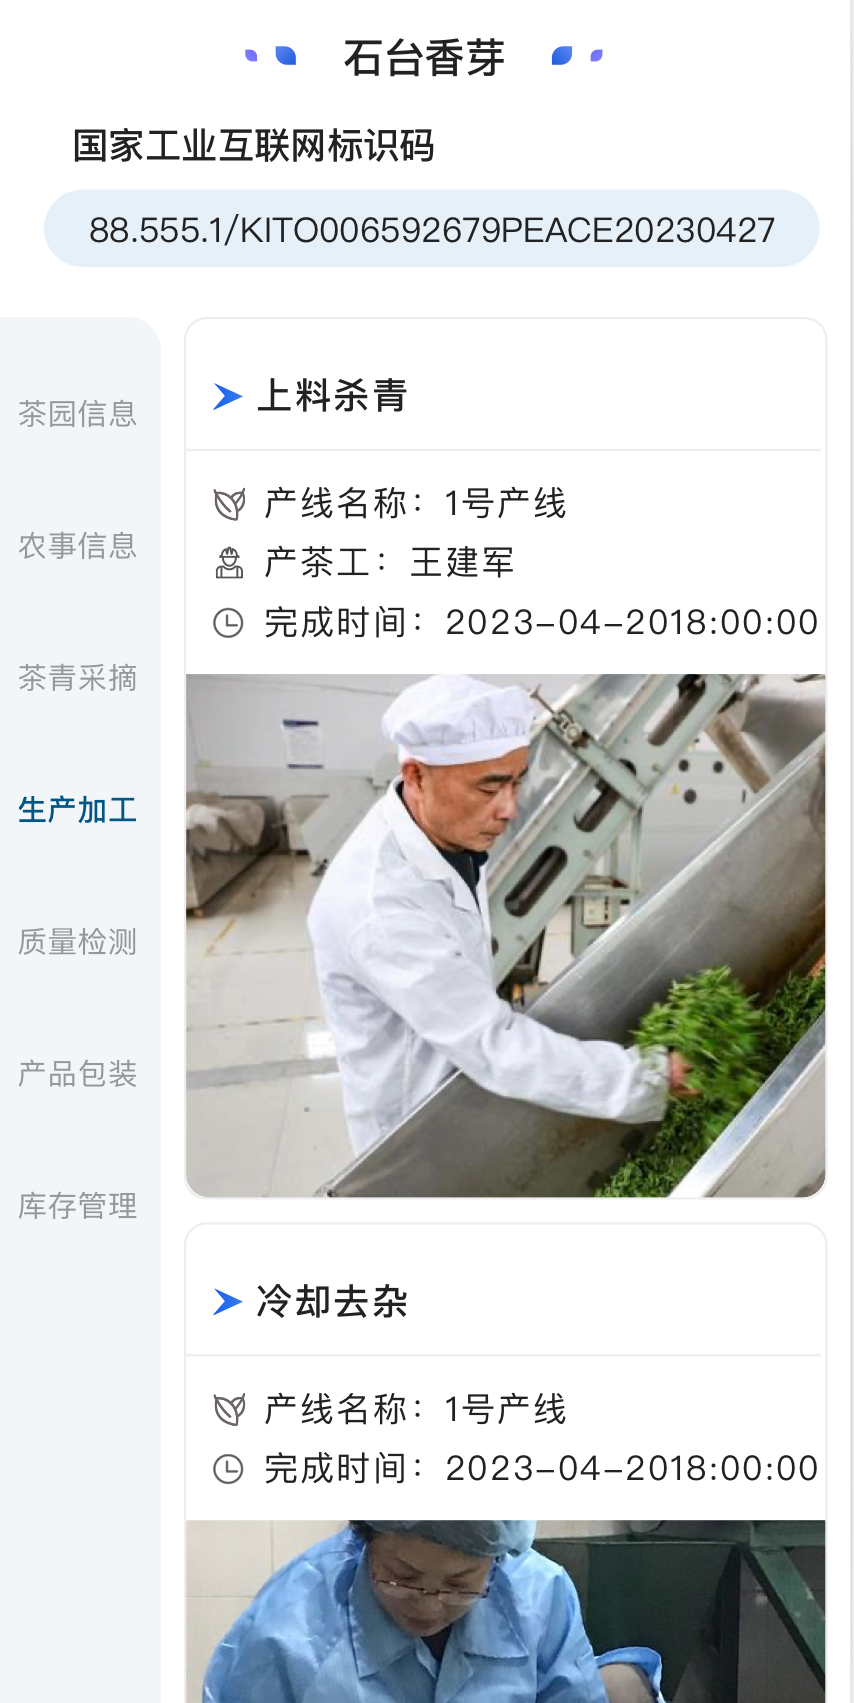 石台香芽
国家工业互联网标识码
88.555.1/KITO006592679PEACE20230427
茶园信息
农事信息
茶青采摘
生产加工
质量检测
产品包装
库存管理
上料杀青
产线名称：1号产线
产茶工：王建军
完成时间：2023-04-2018:00:00
冷却去杂
产线名称：1号产线
完成时间：2023-04-2018:00:00